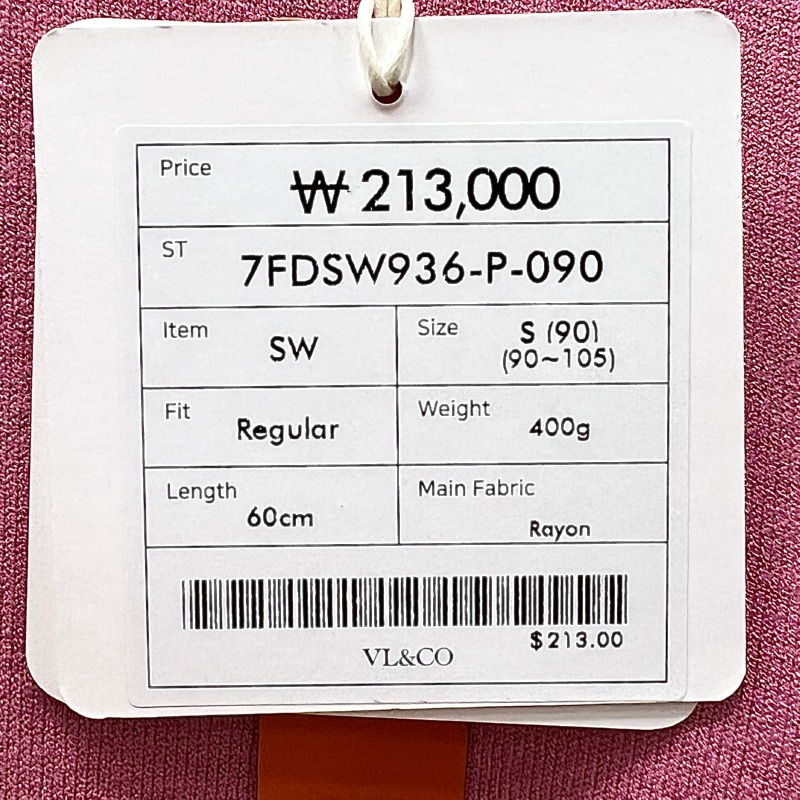 Price
₩ 213,000
ST
7FDSW936-P-090
Item
SW
Size
S (90)
(90~105)
Fit
Regular
Weight
400g
Length
60cm
Main Fabric
Rayon
$213.00
VL&CO